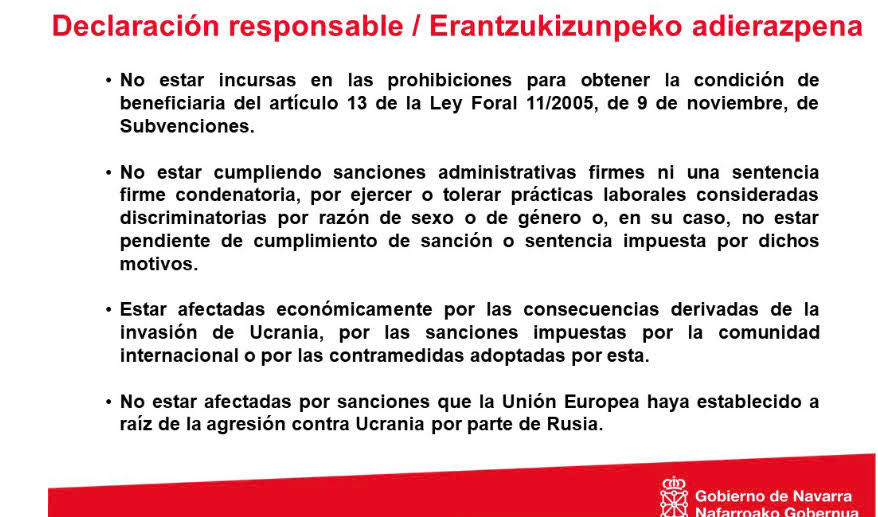 Declaración responsable / Erantzukizunpeko adierazpena
• No estar incursas en las prohibiciones para obtener la condición de
beneficiaria del artículo 13 de la Ley Foral 11/2005, de 9 de noviembre, de
Subvenciones.
• No estar cumpliendo sanciones administrativas firmes ni una sentencia
firme condenatoria, por ejercer o tolerar prácticas laborales consideradas
discriminatorias por razón de sexo o de género o, en su caso, no estar
pendiente de cumplimiento de sanción o sentencia impuesta por dichos
motivos.
• Estar afectadas económicamente por las consecuencias derivadas de la
invasión de Ucrania, por las sanciones impuestas por la comunidad
internacional o por las contramedidas adoptadas por esta.
• No estar afectadas por sanciones que la Unión Europea haya establecido a
raíz de la agresión contra Ucrania por parte de Rusia.
Gobierno de Navarra
Nafarroako Gobernua